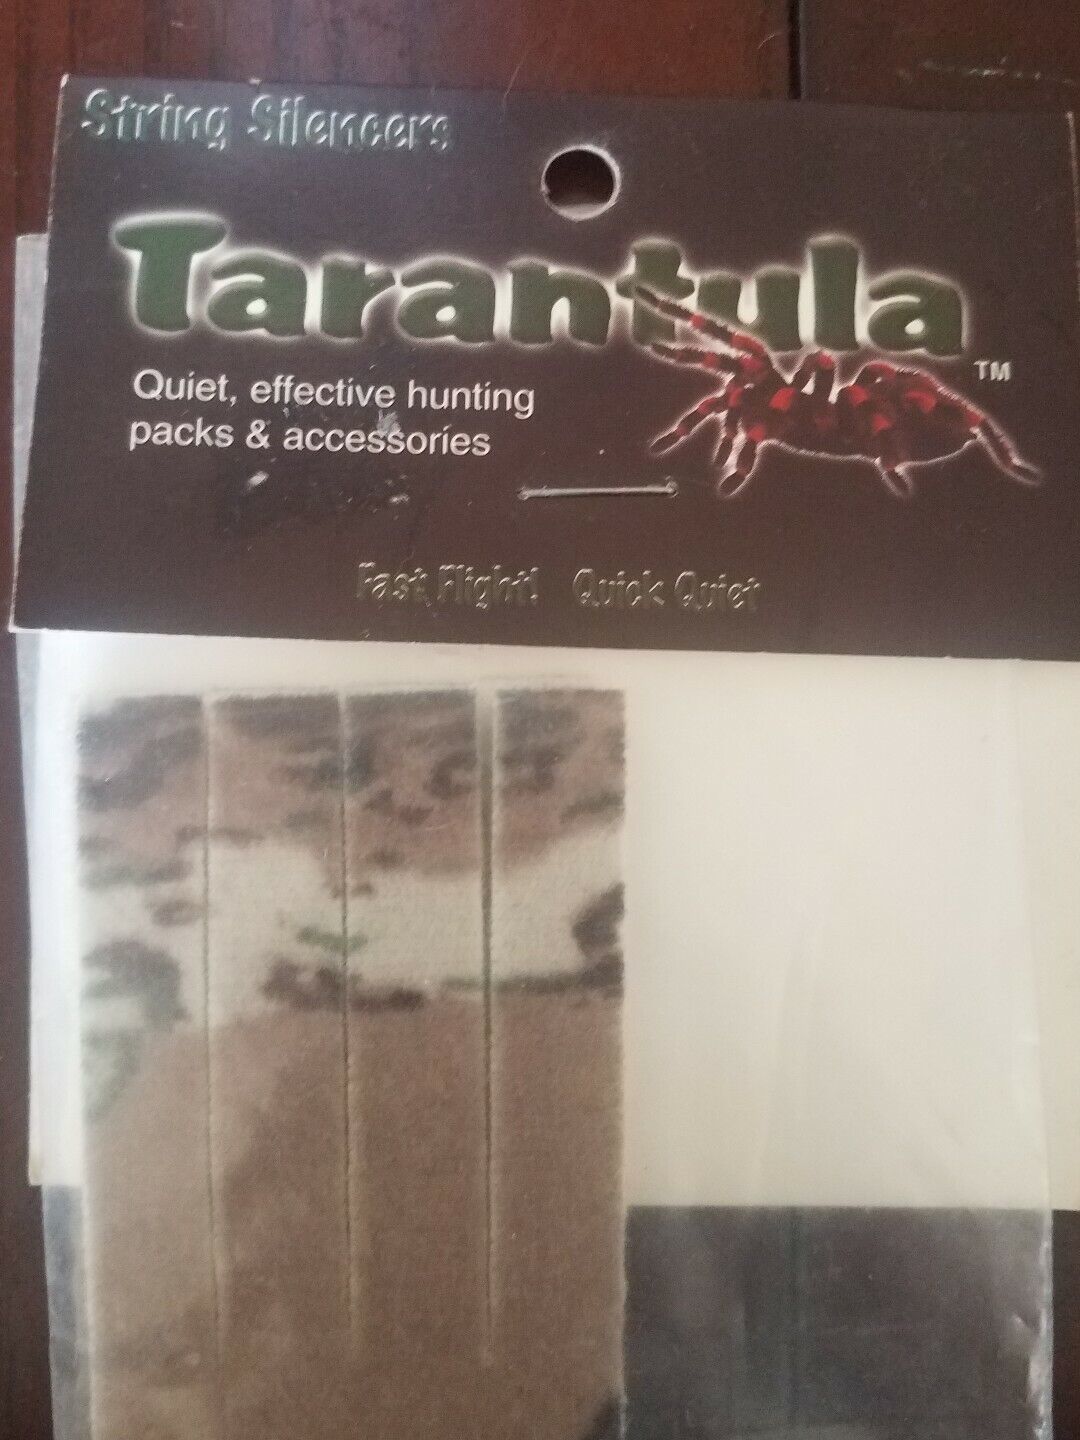 String Silencers
Tarantula
TM
Quiet, effective hunting
packs & accessories
Fast Flight! Quick Quiet